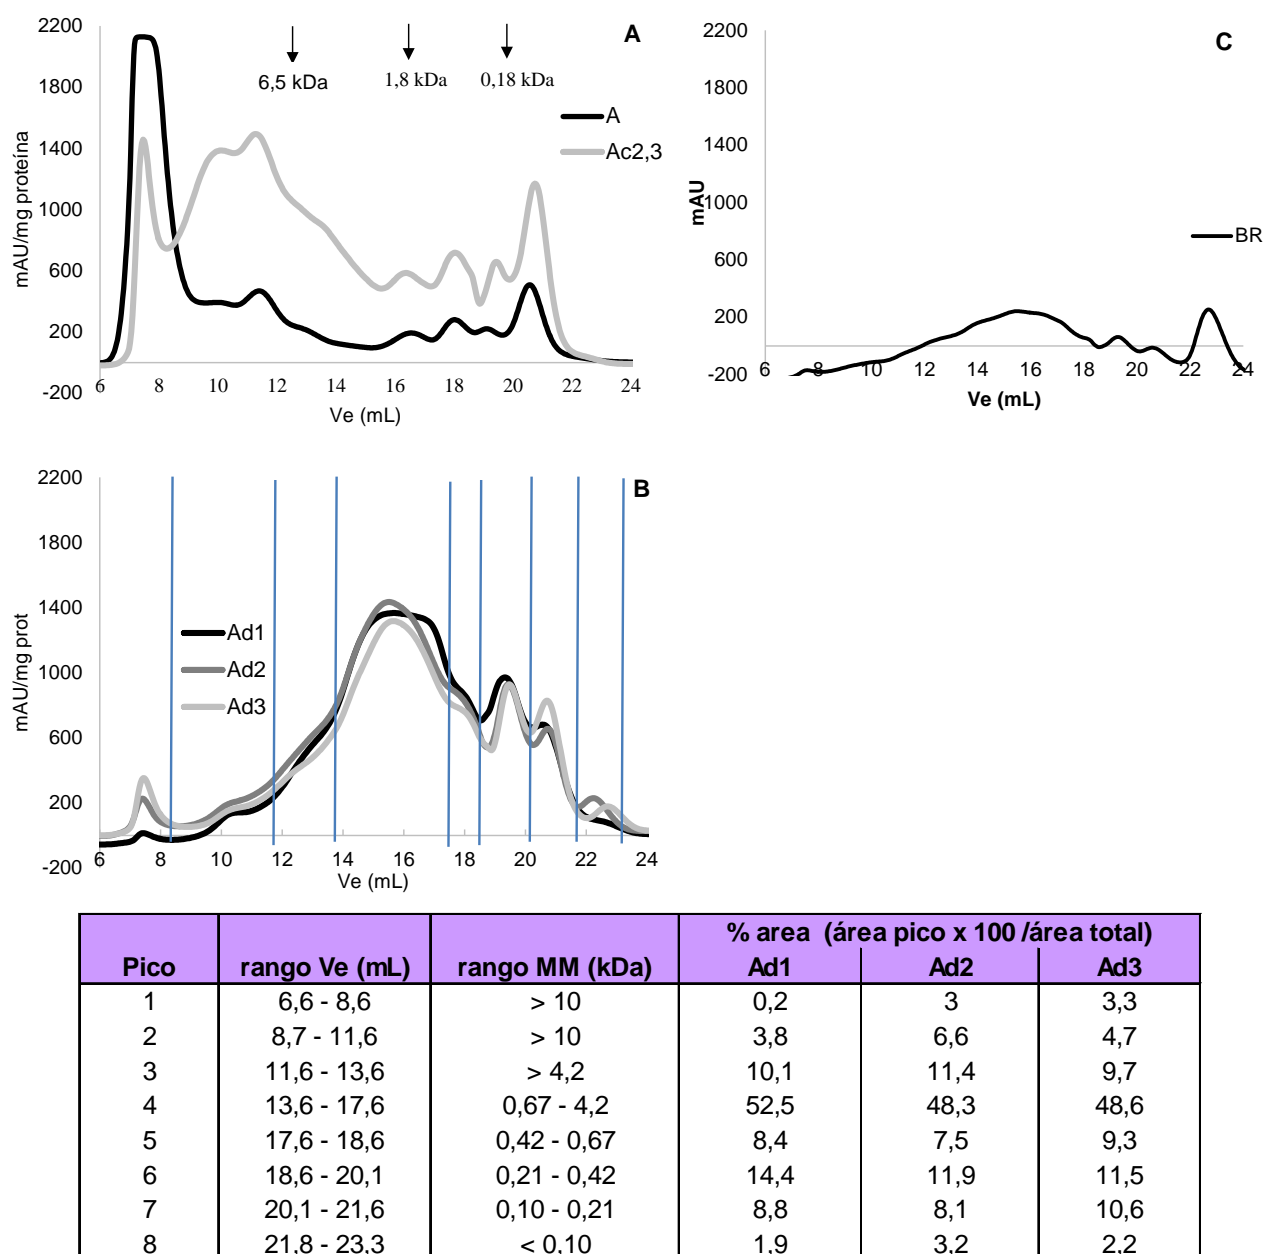 A
2200
1800
1400
1000
600
200
-200
mAU/mg proteína
6,5 kDa
1,8 kDa
0,18 kDa
A
Ac2,3
6 8 10 12 14 16 18 20 22 24
Ve (mL)
C
2200
1800
1400
1000
600
200
-200
mAU
BR
6 8 10 12 14 16 18 20 22 24
Ve (mL)
B
2200
1800
1400
1000
600
200
-200
mAU/mg prot
Ad1
Ad2
Ad3
6 8 10 12 14 16 18 20 22 24
Ve (mL)
% area (área pico x 100 /área total)
Pico rango Ve (mL) rango MM (kDa) Ad1 Ad2 Ad3
1 6,6 - 8,6 > 10 0,2 3 3,3
2 8,7 - 11,6 > 10 3,8 6,6 4,7
3 11,6 - 13,6 > 4,2 10,1 11,4 9,7
4 13,6 - 17,6 0,67 - 4,2 52,5 48,3 48,6
5 17,6 - 18,6 0,42 - 0,67 8,4 7,5 9,3
6 18,6 - 20,1 0,21 - 0,42 14,4 11,9 11,5
7 20,1 - 21,6 0,10 - 0,21 8,8 8,1 10,6
8 21,8 - 23,3 < 0,10 1,9 3,2 2,2